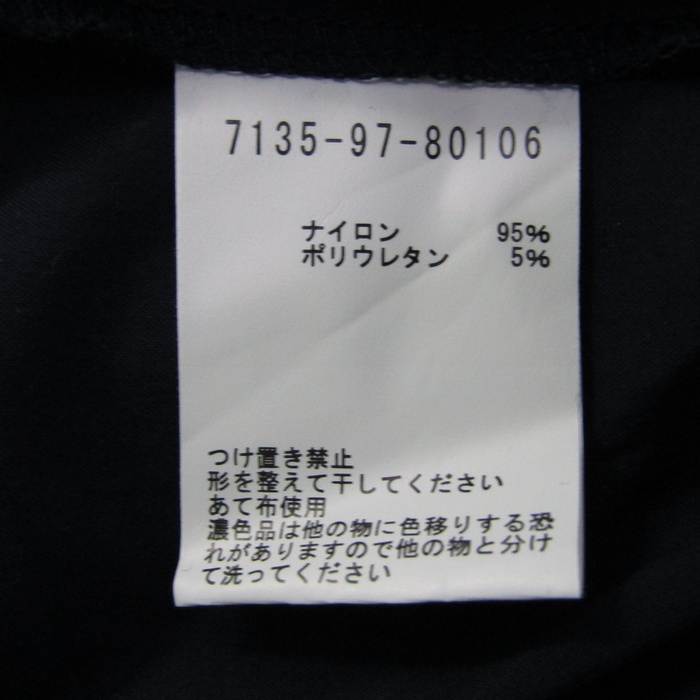 7135-97-80106
ナイロン 95%
ポリウレタン 5%
つけ置き禁止
形を整えて干してください
あて布使用
濃色品は他の物に色移りする恐
れがありますので他の物と分け
て洗ってください